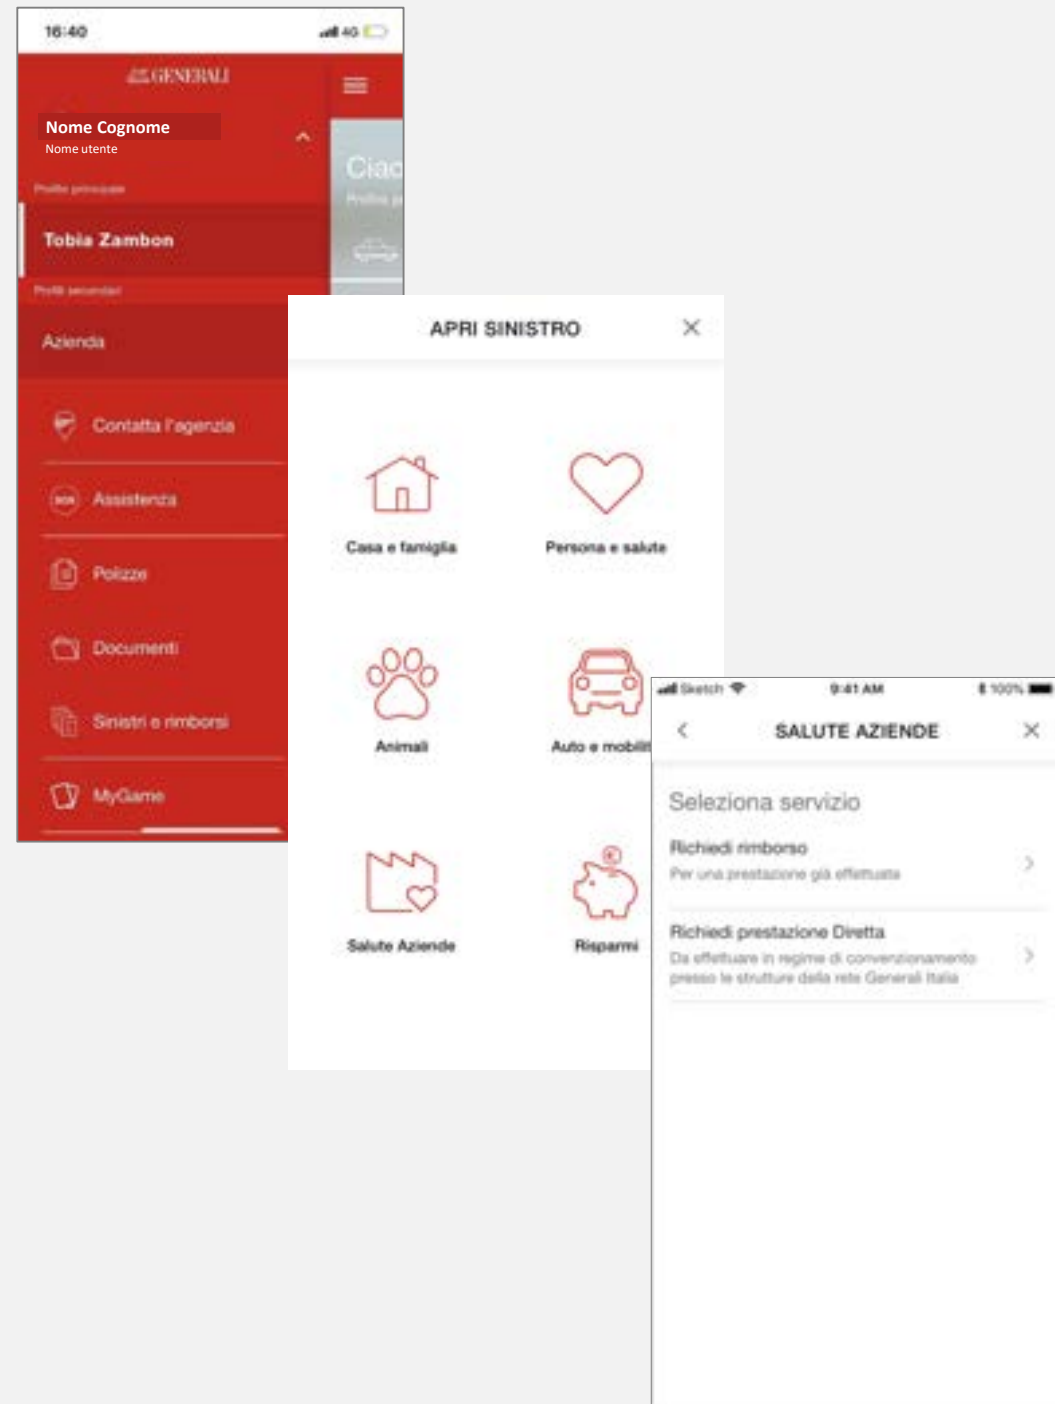 16:40
4G
GENERALI
Nome Cognome
Nome utente
Profilo principale
Tobia Zambon
Profili secondari
Azienda
Contatta l'agenzia
Assistenza
Polizze
Documenti
Sinistri e rimborsi
MyGame
Ciao
APRI SINISTRO
Casa e famiglia
Persona e salute
Animali
Auto e mobilit
Salute Aziende
Risparmi
Sketch 9:41 AM 100%
SALUTE AZIENDE
Seleziona servizio
Richiedi rimborso
Per una prestazione già effettuata
Richiedi prestazione Diretta
Da effettuare in regime di convenzionamento
presso le strutture della rete Generali Italia